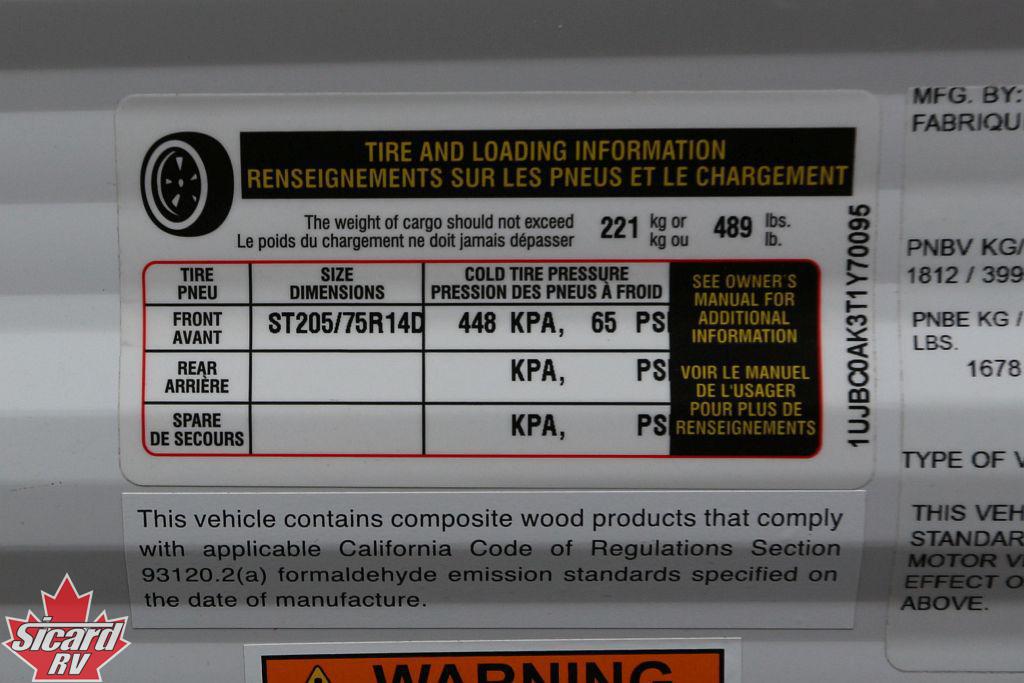 TIRE AND LOADING INFORMATION
RENSEIGNEMENTS SUR LES PNEUS ET LE CHARGEMENT
The weight of cargo should not exceed 221 kg or 489 lbs.
Le poids du chargement ne doit jamais dépasser kg ou lb.
TIRE SIZE COLD TIRE PRESSURE
PNEU DIMENSIONS PRESSION DES PNEUS À FROID
FRONT ST205/75R14D 448 KPA, 65 PSI
AVANT
REAR KPA, PSI
ARRIÈRE
SPARE KPA, PSI
DE SECOURS
SEE OWNER'S
MANUAL FOR
ADDITIONAL
INFORMATION
VOIR LE MANUEL
DE L'USAGER
POUR PLUS DE
RENSEIGNEMENTS
1UJBC0AK3T1Y70095
This vehicle contains composite wood products that comply
with applicable California Code of Regulations Section
93120.2(a) formaldehyde emission standards specified on
the date of manufacture.
WARNING
MFG. BY:
FABRIQU
PNBV KG/
1812 / 399
PNBE KG /
LBS.
1678
TYPE OF V
THIS VEH
STANDAR
MOTOR V
EFFECT O
ABOVE.
Sicard
RV